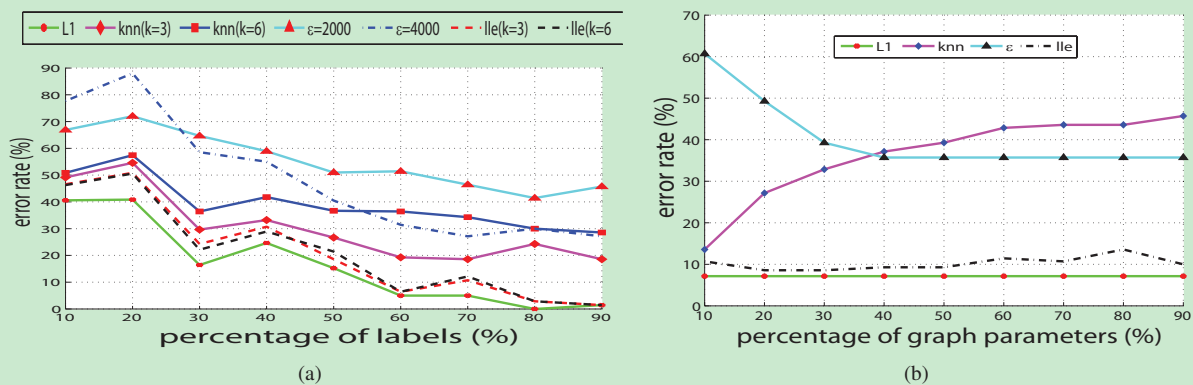 L1 knn(k=3) knn(k=6) ε=2000 ε=4000 lle(k=3) lle(k=6
90
80
70
60
50
40
30
20
10
0
error rate (%)
10 20 30 40 50 60 70 80 90
percentage of labels (%)
(a)
L1 knn ε lle
70
60
50
40
30
20
10
0
error rate (%)
10 20 30 40 50 60 70 80 90
percentage of graph parameters (%)
(b)